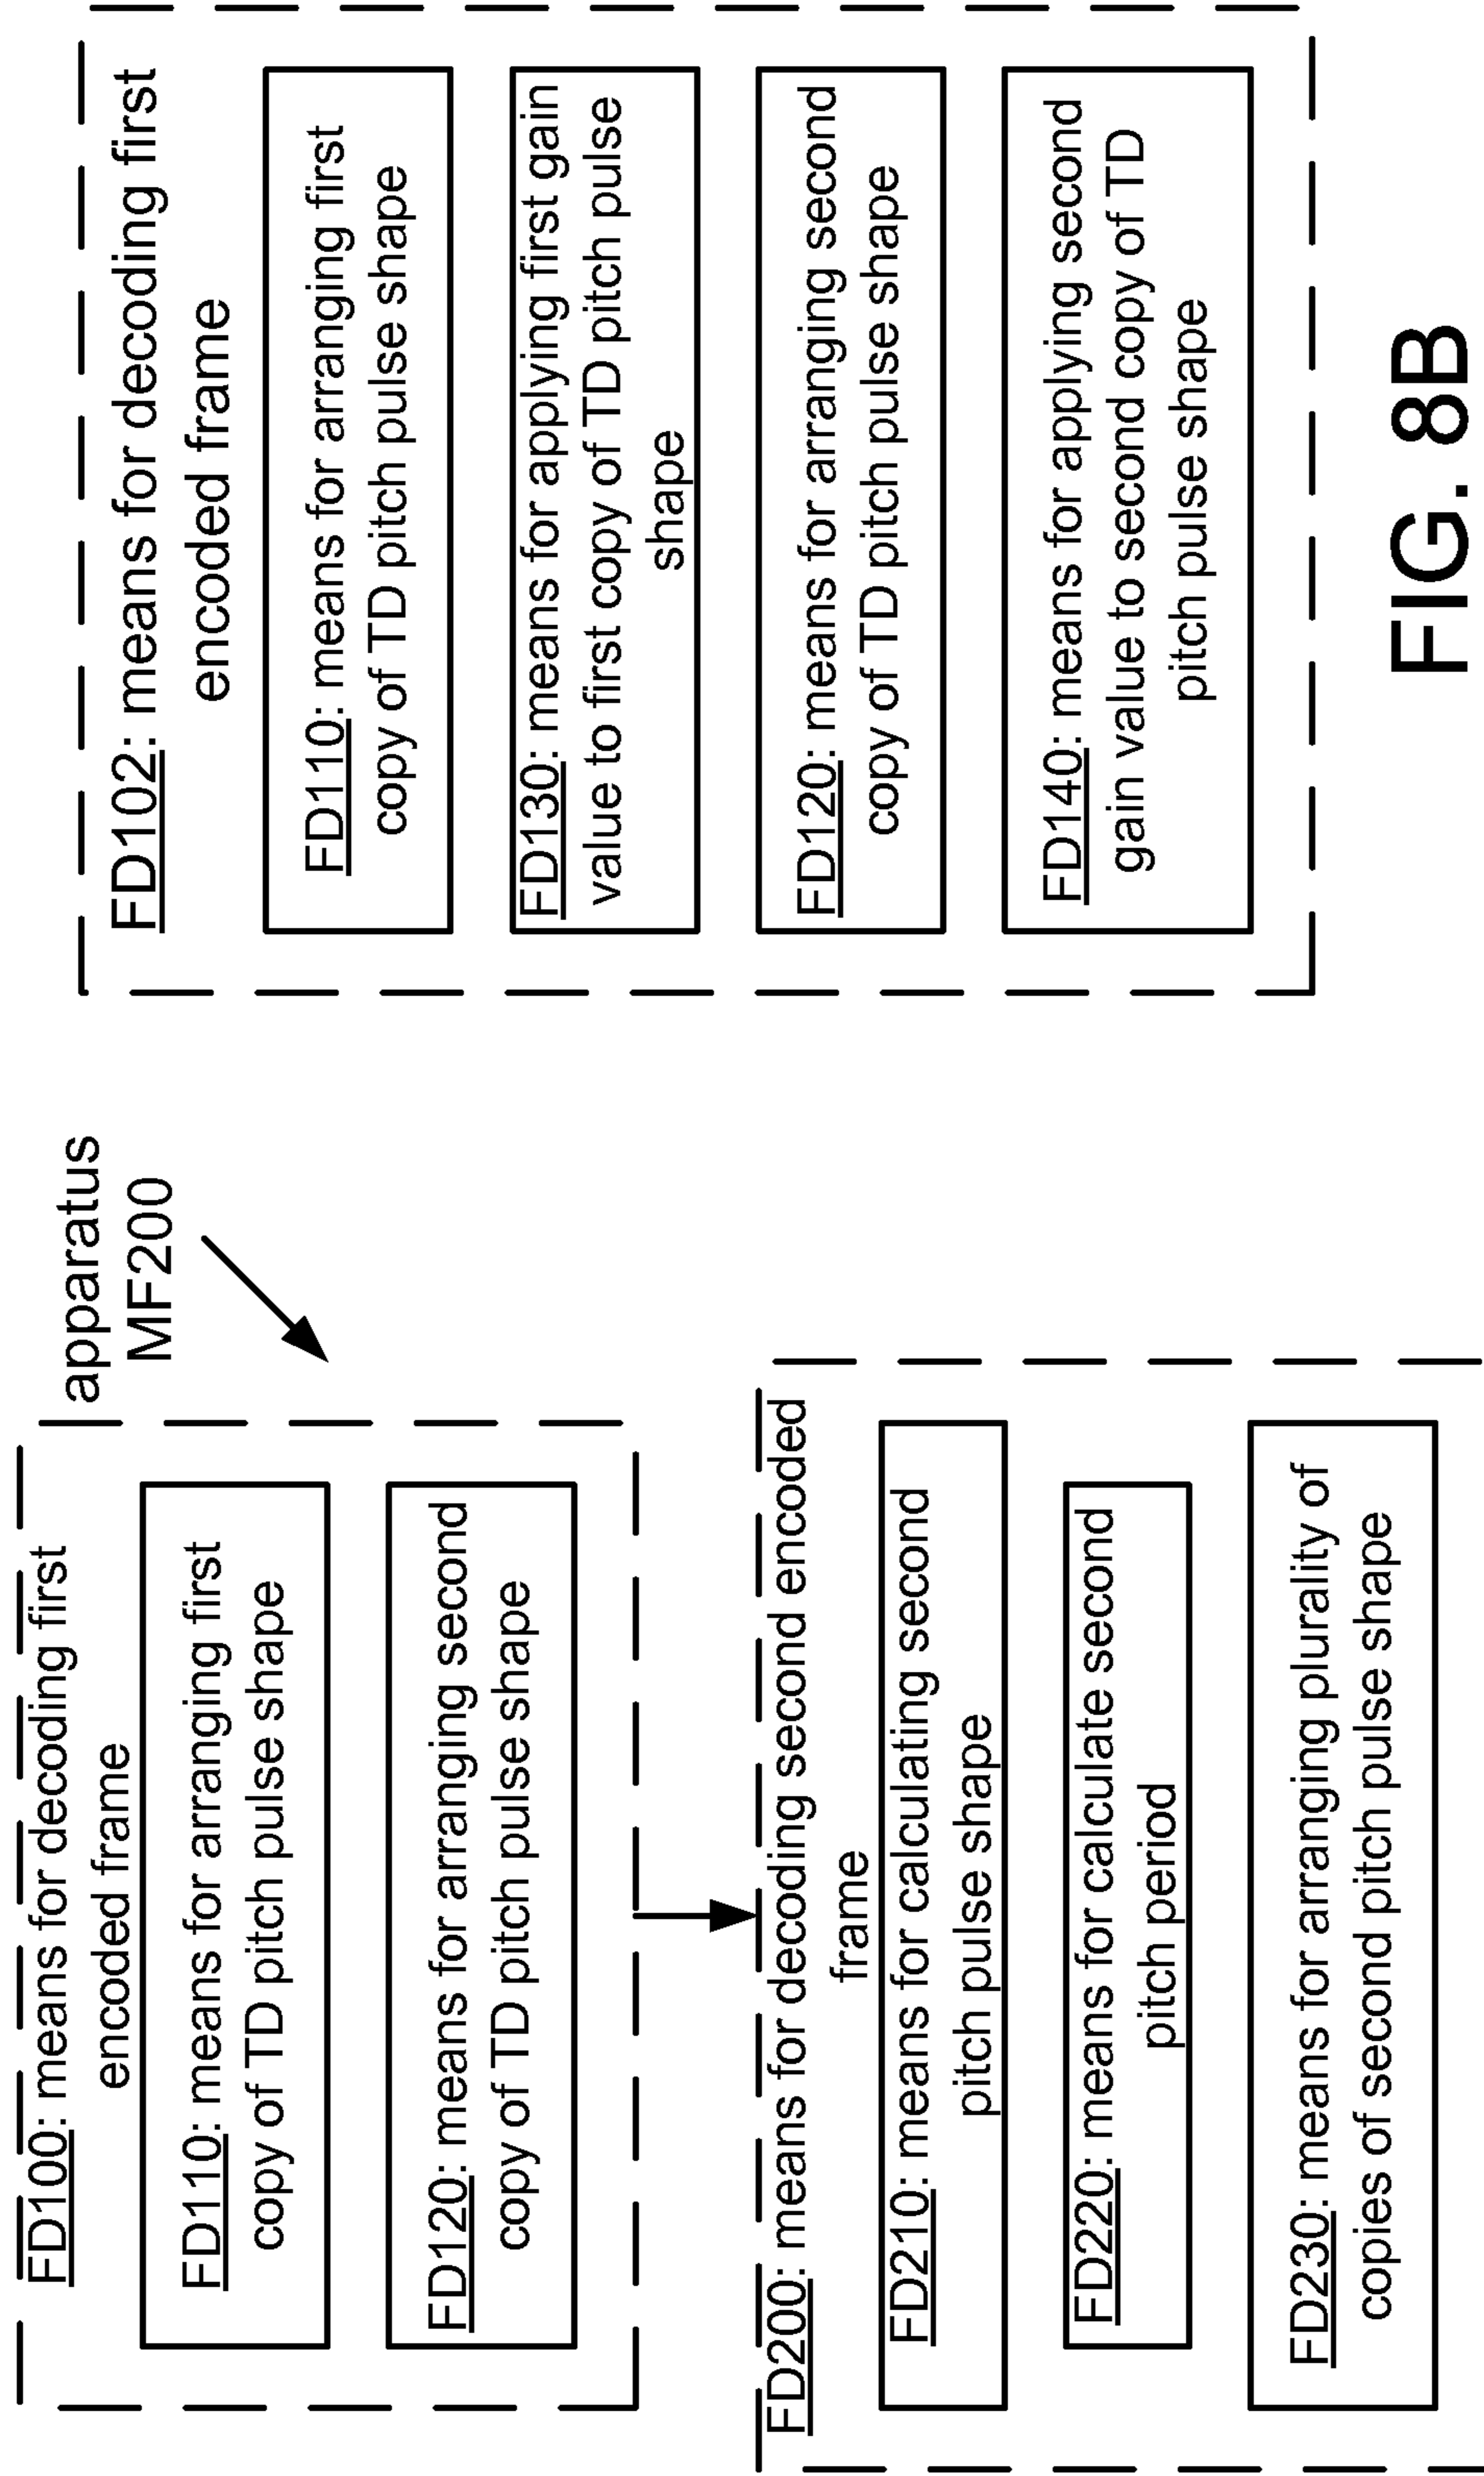 apparatus
MF200
FD100: means for decoding first
encoded frame
FD110: means for arranging first
copy of TD pitch pulse shape
FD120: means for arranging second
copy of TD pitch pulse shape
FD200: means for decoding second encoded
frame
FD210: means for calculating second
pitch pulse shape
FD220: means for calculate second
pitch period
FD230: means for arranging plurality of
copies of second pitch pulse shape
FD102: means for decoding first
encoded frame
FD110: means for arranging first
copy of TD pitch pulse shape
FD130: means for applying first gain
value to first copy of TD pitch pulse
shape
FD120: means for arranging second
copy of TD pitch pulse shape
FD140: means for applying second
gain value to second copy of TD
pitch pulse shape
FIG. 8B